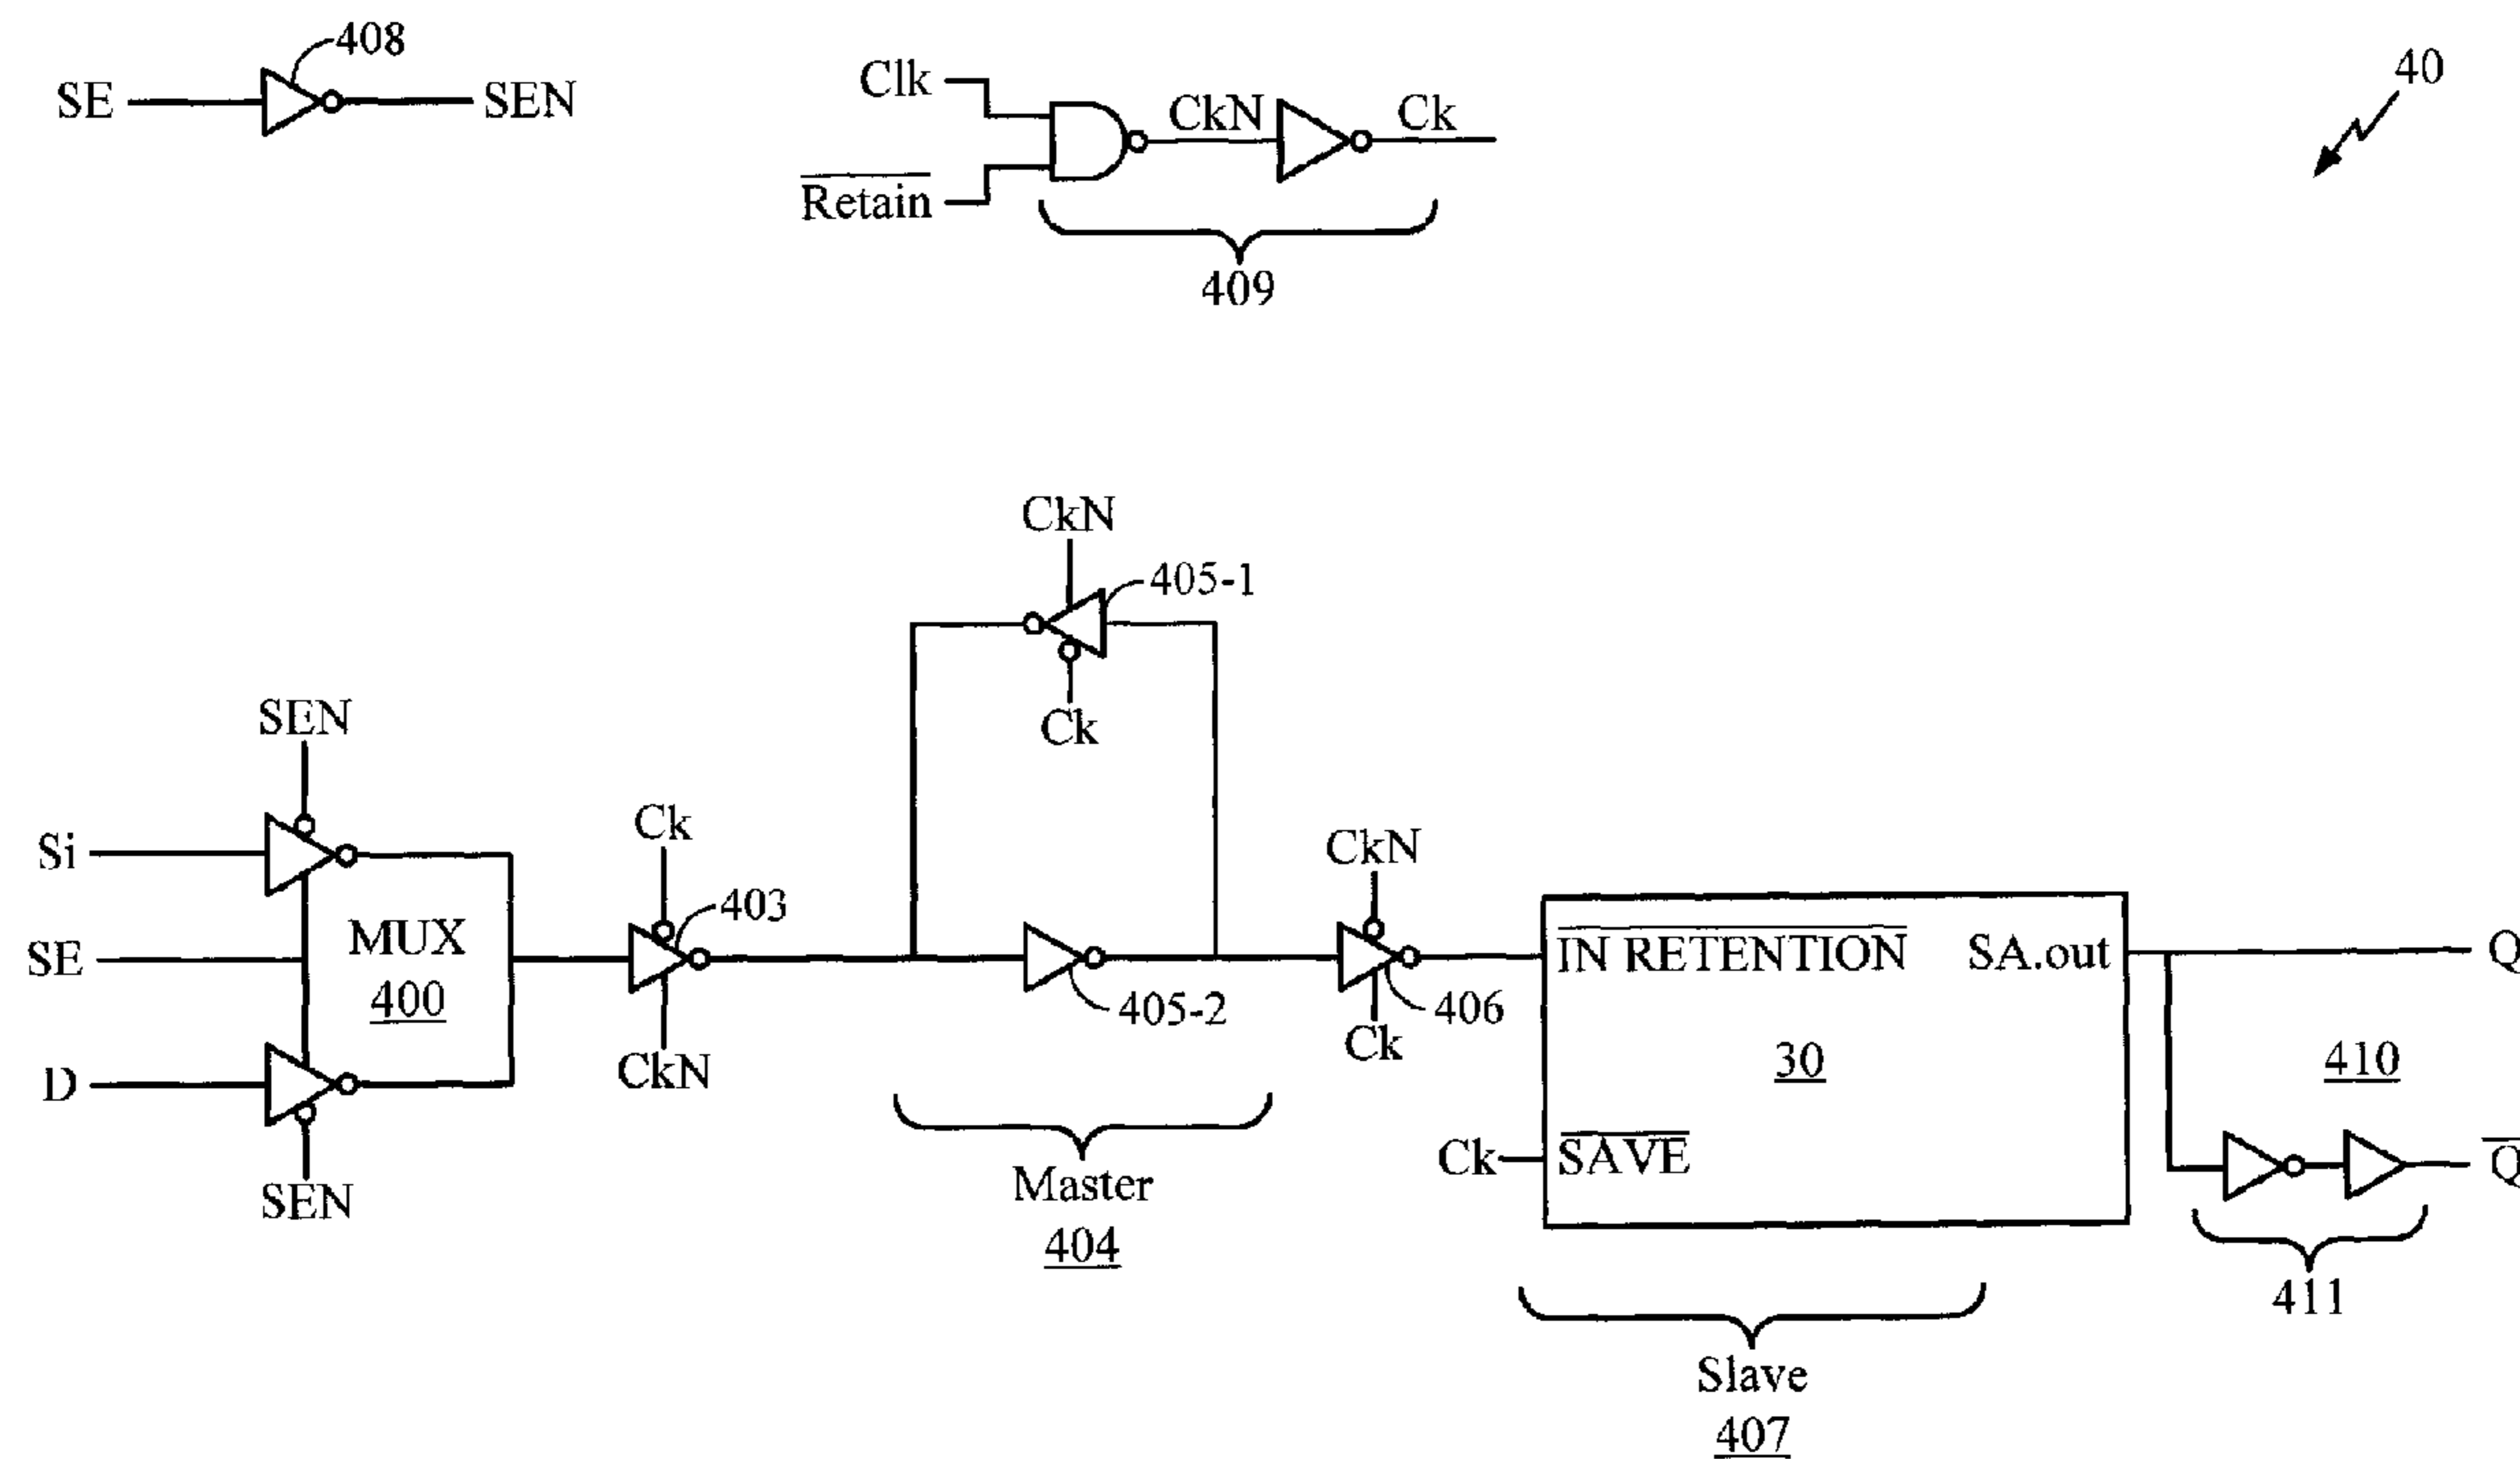 408
SE
SEN
Clk
Retain
CkN
Ck
409
40
CkN
405-1
Ck
SEN
Si
SE
MUX
400
D
SEN
Ck
403
CkN
405-2
Master
404
CkN
406
Ck
IN RETENTION
SA.out
30
Ck
SAVE
Slave
407
Q
410
Q
411